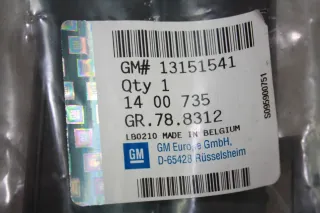 GM# 13151541
Qty 1
14 00 735
GR.78.8312
LB0210 MADE IN BELGIUM
GM
GM Europe GmbH,
D-65428 Rüsselsheim
S095900751